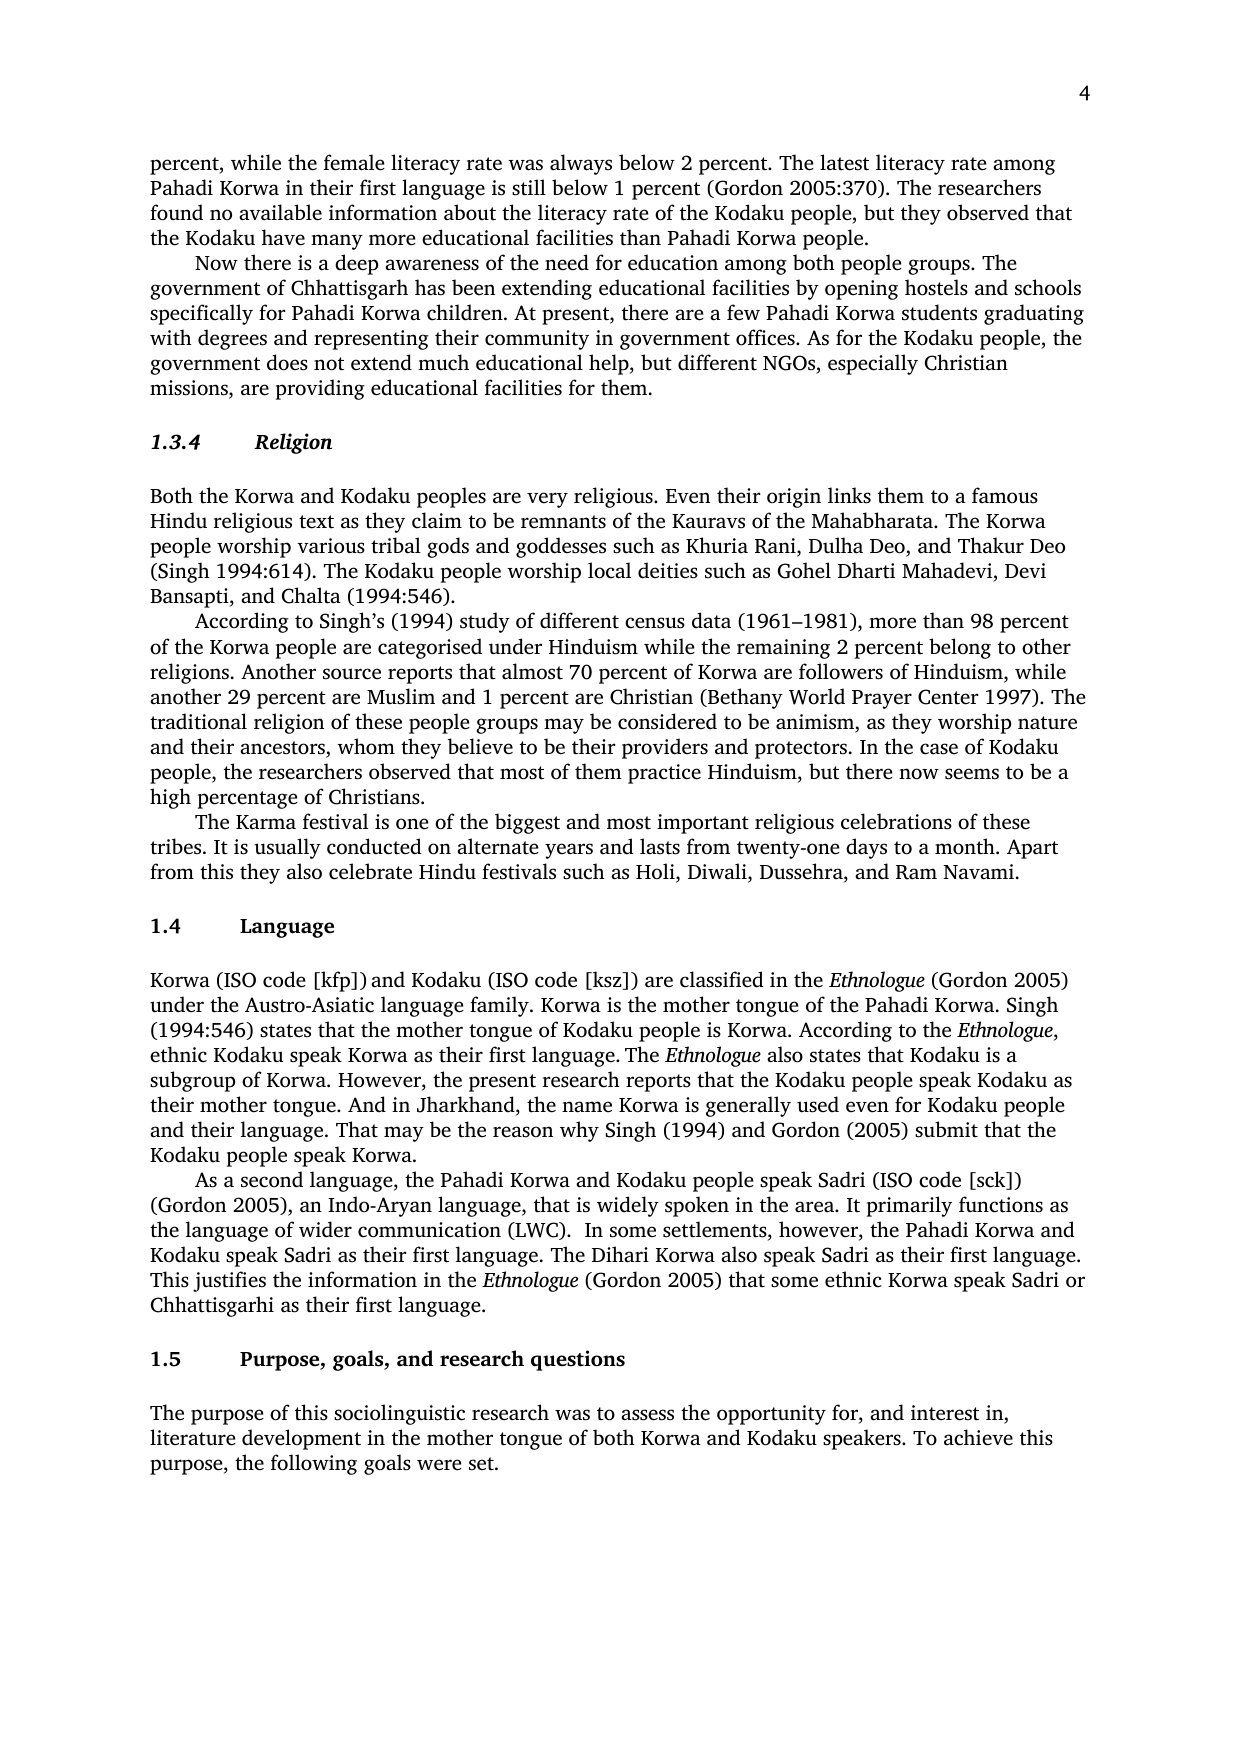 4
percent, while the female literacy rate was always below 2 percent. The latest literacy rate among
Pahadi Korwa in their first language is still below 1 percent (Gordon 2005:370). The researchers
found no available information about the literacy rate of the Kodaku people, but they observed that
the Kodaku have many more educational facilities than Pahadi Korwa people.
Now there is a deep awareness of the need for education among both people groups. The
government of Chhattisgarh has been extending educational facilities by opening hostels and schools
specifically for Pahadi Korwa children. At present, there are a few Pahadi Korwa students graduating
with degrees and representing their community in government offices. As for the Kodaku people, the
government does not extend much educational help, but different NGOs, especially Christian
missions, are providing educational facilities for them.
1.3.4 Religion
Both the Korwa and Kodaku peoples are very religious. Even their origin links them to a famous
Hindu religious text as they claim to be remnants of the Kauravs of the Mahabharata. The Korwa
people worship various tribal gods and goddesses such as Khuria Rani, Dulha Deo, and Thakur Deo
(Singh 1994:614). The Kodaku people worship local deities such as Gohel Dharti Mahadevi, Devi
Bansapti, and Chalta (1994:546).
According to Singh’s (1994) study of different census data (1961–1981), more than 98 percent
of the Korwa people are categorised under Hinduism while the remaining 2 percent belong to other
religions. Another source reports that almost 70 percent of Korwa are followers of Hinduism, while
another 29 percent are Muslim and 1 percent are Christian (Bethany World Prayer Center 1997). The
traditional religion of these people groups may be considered to be animism, as they worship nature
and their ancestors, whom they believe to be their providers and protectors. In the case of Kodaku
people, the researchers observed that most of them practice Hinduism, but there now seems to be a
high percentage of Christians.
The Karma festival is one of the biggest and most important religious celebrations of these
tribes. It is usually conducted on alternate years and lasts from twenty-one days to a month. Apart
from this they also celebrate Hindu festivals such as Holi, Diwali, Dussehra, and Ram Navami.
1.4 Language
Korwa (ISO code [kfp]) and Kodaku (ISO code [ksz]) are classified in the Ethnologue (Gordon 2005)
under the Austro-Asiatic language family. Korwa is the mother tongue of the Pahadi Korwa. Singh
(1994:546) states that the mother tongue of Kodaku people is Korwa. According to the Ethnologue,
ethnic Kodaku speak Korwa as their first language. The Ethnologue also states that Kodaku is a
subgroup of Korwa. However, the present research reports that the Kodaku people speak Kodaku as
their mother tongue. And in Jharkhand, the name Korwa is generally used even for Kodaku people
and their language. That may be the reason why Singh (1994) and Gordon (2005) submit that the
Kodaku people speak Korwa.
As a second language, the Pahadi Korwa and Kodaku people speak Sadri (ISO code [sck])
(Gordon 2005), an Indo-Aryan language, that is widely spoken in the area. It primarily functions as
the language of wider communication (LWC). In some settlements, however, the Pahadi Korwa and
Kodaku speak Sadri as their first language. The Dihari Korwa also speak Sadri as their first language.
This justifies the information in the Ethnologue (Gordon 2005) that some ethnic Korwa speak Sadri or
Chhattisgarhi as their first language.
1.5 Purpose, goals, and research questions
The purpose of this sociolinguistic research was to assess the opportunity for, and interest in,
literature development in the mother tongue of both Korwa and Kodaku speakers. To achieve this
purpose, the following goals were set.